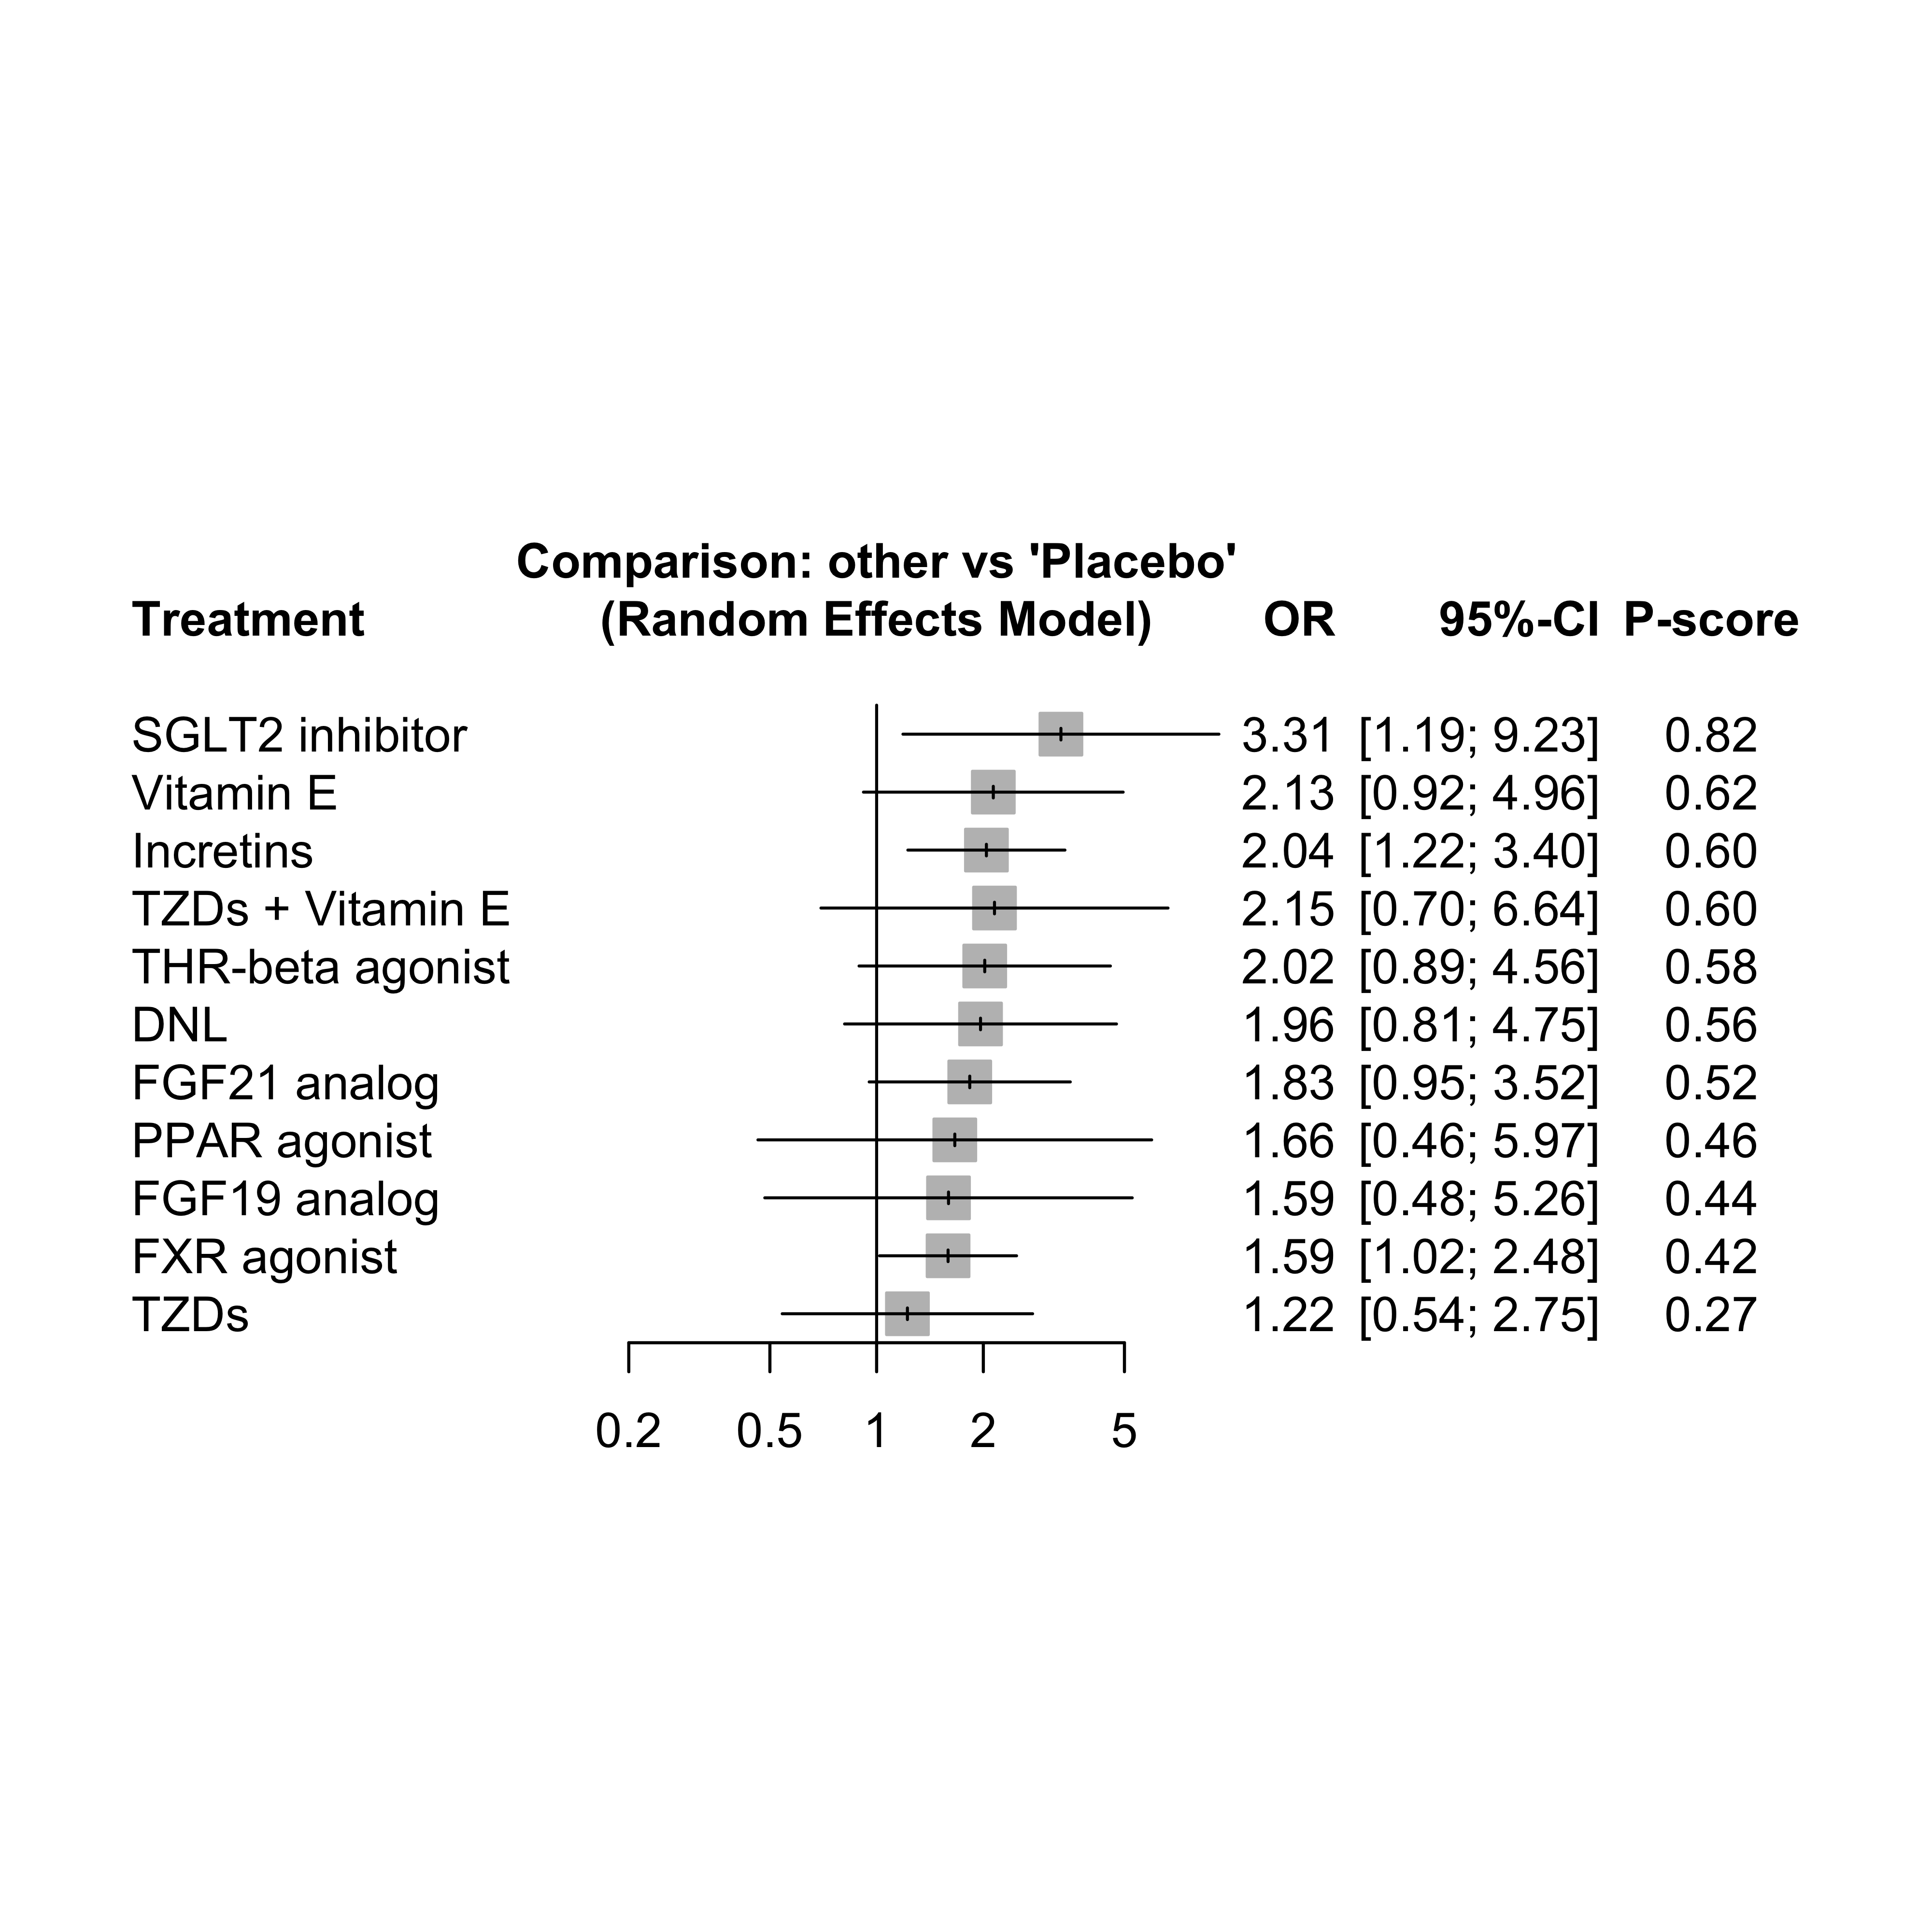 Comparison: other vs 'Placebo'
Treatment (Random Effects Model) OR 95%-CI P-score
SGLT2 inhibitor 3.31 [1.19; 9.23] 0.82
Vitamin E 2.13 [0.92; 4.96] 0.62
Incretins 2.04 [1.22; 3.40] 0.60
TZDs + Vitamin E 2.15 [0.70; 6.64] 0.60
THR-beta agonist 2.02 [0.89; 4.56] 0.58
DNL 1.96 [0.81; 4.75] 0.56
FGF21 analog 1.83 [0.95; 3.52] 0.52
PPAR agonist 1.66 [0.46; 5.97] 0.46
FGF19 analog 1.59 [0.48; 5.26] 0.44
FXR agonist 1.59 [1.02; 2.48] 0.42
TZDs 1.22 [0.54; 2.75] 0.27
0.2 0.5 1 2 5